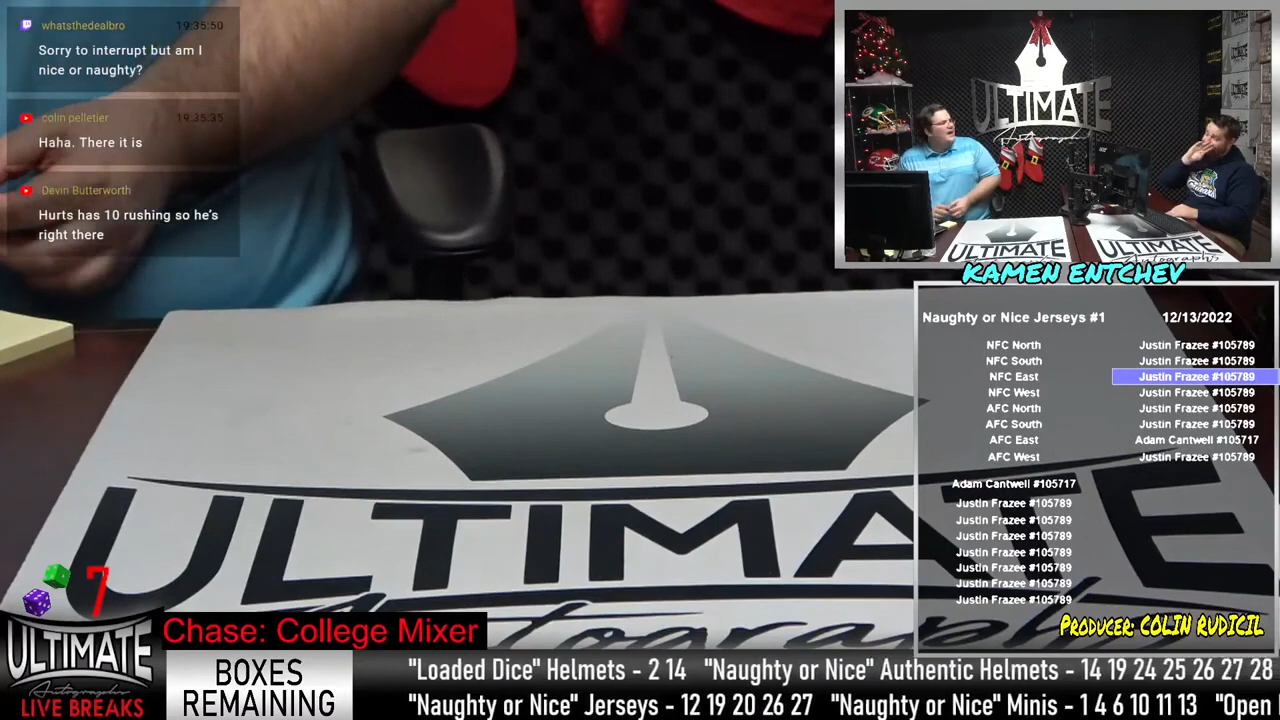 whatsthedealbro 19:35:50
Sorry to interrupt but am I
nice or naughty?
colin pelletier 19:35:35
Haha. There it is
Devin Butterworth
Hurts has 10 rushing so he's
right there
ULTIMATE
Autographs
ULTIMATE
ULTIMATE
Autographs
KAMEN ENTCHEV
Naughty or Nice Jerseys #1 12/13/2022
NFC North Justin Frazee #105789
NFC South Justin Frazee #105789
NFC East Justin Frazee #105789
NFC West Justin Frazee #105789
AFC North Justin Frazee #105789
AFC South Justin Frazee #105789
AFC East Adam Cantwell #105717
AFC West Justin Frazee #105789
Adam Cantwell #105717
Justin Frazee #105789
Justin Frazee #105789
Justin Frazee #105789
Justin Frazee #105789
Justin Frazee #105789
Justin Frazee #105789
Justin Frazee #105789
Producer: COLIN RUDICIL
ULTIMATE
Autographs
7
ULTIMATE
Autographs
LIVE BREAKS
Chase: College Mixer
BOXES
REMAINING
"Loaded Dice" Helmets - 2 14 "Naughty or Nice" Authentic Helmets - 14 19 24 25 26 27 28
"Naughty or Nice" Jerseys - 12 19 20 26 27 "Naughty or Nice" Minis - 1 4 6 10 11 13 "Open